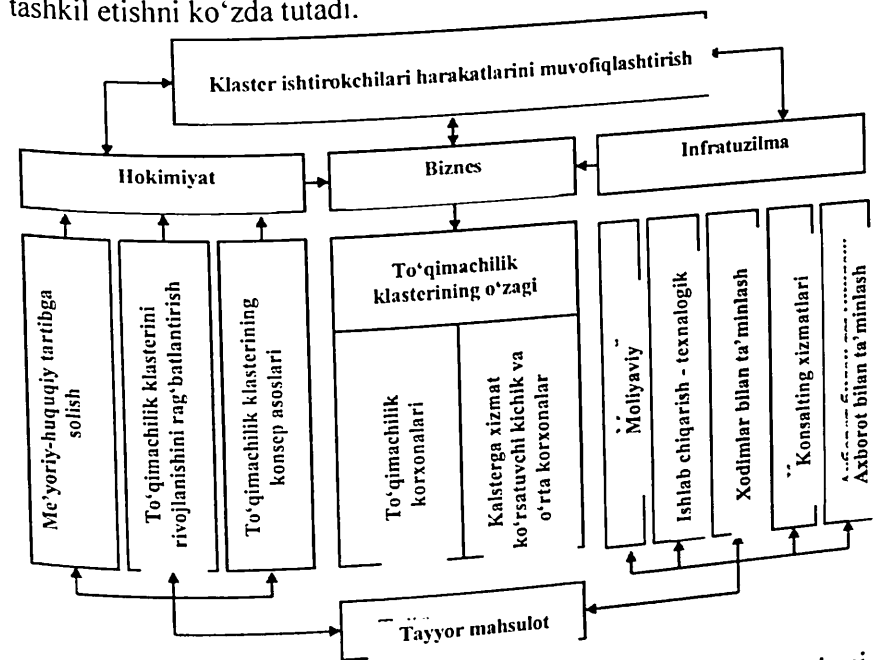 tashkil etishni ko‘zda tutadi.
Klaster ishtirokchilari harakatlarini muvofiqlashtirish
Hokimiyat
Biznes
Infratuzilma
Me’yoriy-huquqiy tartibga
solish
To‘qimachilik klasterini
rivojlanishini rag‘batlantirish
To‘qimachilik klasterining
konsep asoslari
To‘qimachilik
klasterining o‘zagi
To‘qimachilik
korxonalari
Kalsterga xizmat
ko‘rsatuvchi kichik va
o‘rta korxonalar
Moliyaviy
Ishlab chiqarish - texnalogik
Xodimlar bilan ta’minlash
Konsalting xizmatlari
Axborot bilan ta’minlash
Tayyor mahsulot